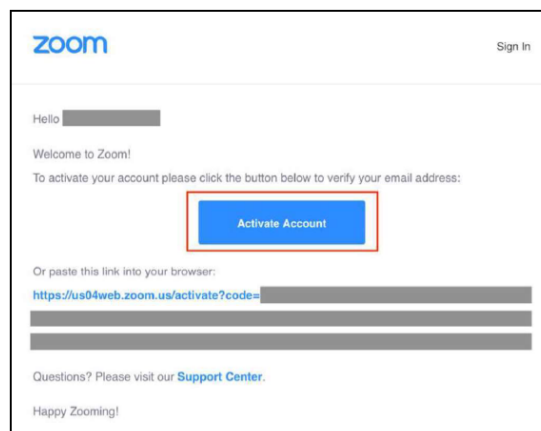 zoom
Sign In
Hello
Welcome to Zoom!
To activate your account please click the button below to verify your email address:
Activate Account
Or paste this link into your browser:
https://us04web.zoom.us/activate?code=
Questions? Please visit our Support Center.
Happy Zooming!